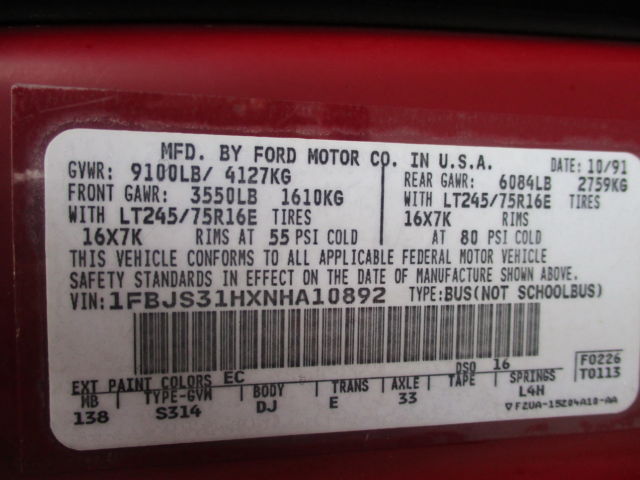 MFD. BY FORD MOTOR CO. IN U.S.A.
DATE: 10/91
GVWR: 9100LB/ 4127KG
FRONT GAWR: 3550LB 1610KG
REAR GAWR: 6084LB 2759KG
WITH LT245/75R16E TIRES
WITH LT245/75R16E TIRES
16X7K RIMS AT 55 PSI COLD
16X7K RIMS
AT 80 PSI COLD
THIS VEHICLE CONFORMS TO ALL APPLICABLE FEDERAL MOTOR VEHICLE
SAFETY STANDARDS IN EFFECT ON THE DATE OF MANUFACTURE SHOWN ABOVE.
VIN: 1FBJS31HXNHA10892 TYPE: BUS(NOT SCHOOLBUS)
EXT PAINT COLORS EC DSO 16 F0226
WB TYPE-GVW BODY TRANS AXLE TAPE SPRINGS T0113
138 S314 DJ E 33 L4H
F2UA-15204A10-AA